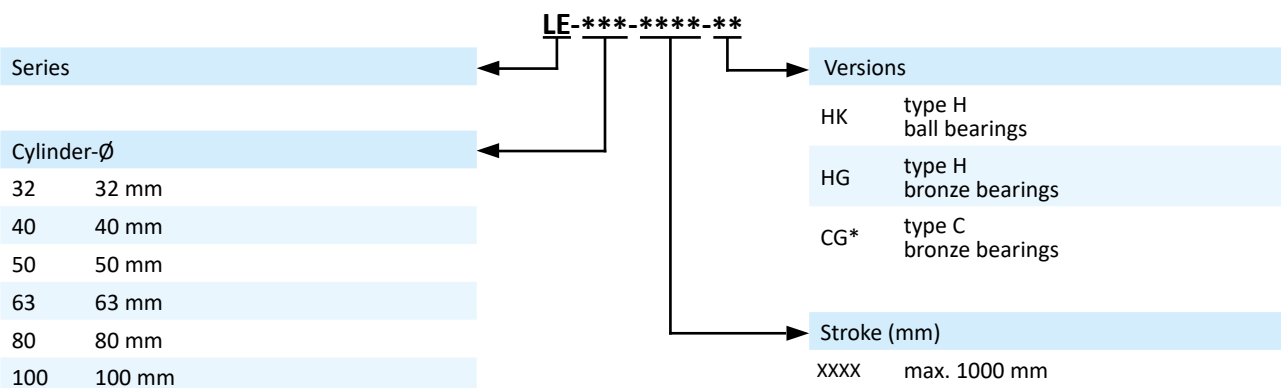 LE-***-****-**
Series
Cylinder-Ø
32 32 mm
40 40 mm
50 50 mm
63 63 mm
80 80 mm
100 100 mm
Versions
HK type H
ball bearings
HG type H
bronze bearings
CG* type C
bronze bearings
Stroke (mm)
XXXX max. 1000 mm